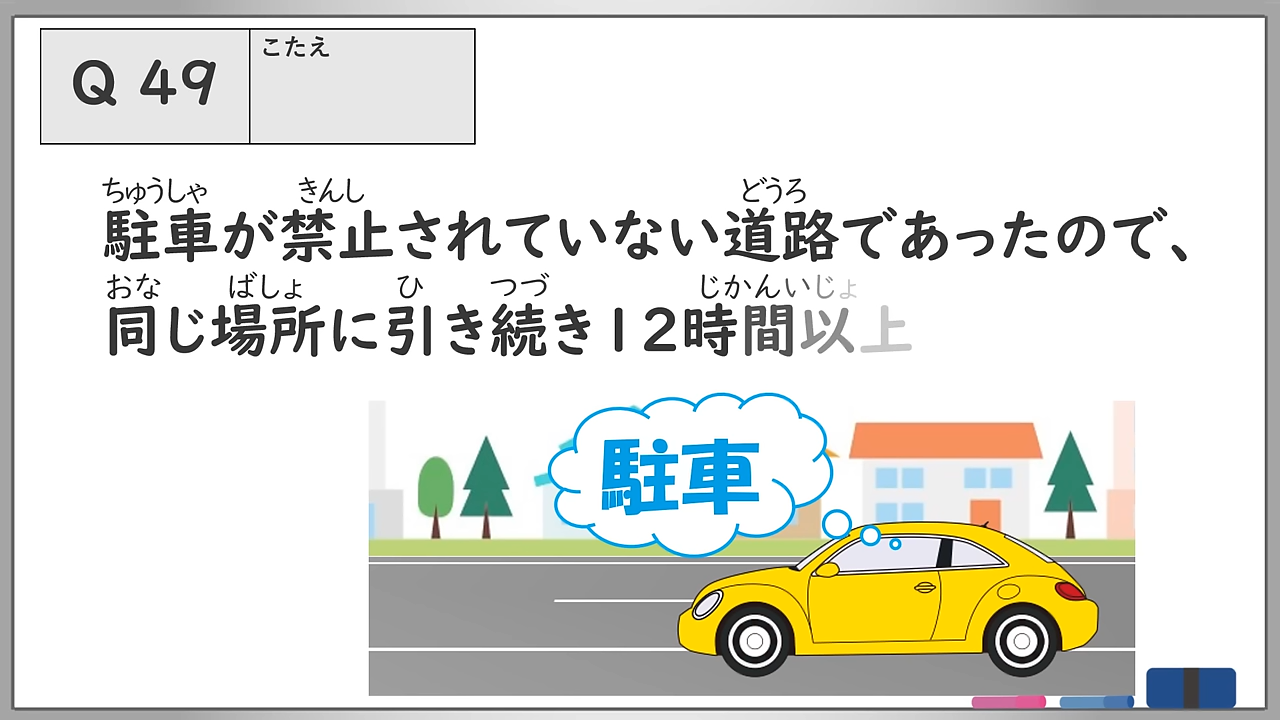 Q 49
こたえ
ちゅうしゃ きんし どうろ
駐車が禁止されていない道路であったので、
おな ばしょ ひ つづ じかんいじょ
同じ場所に引き続き12時間以上
駐車